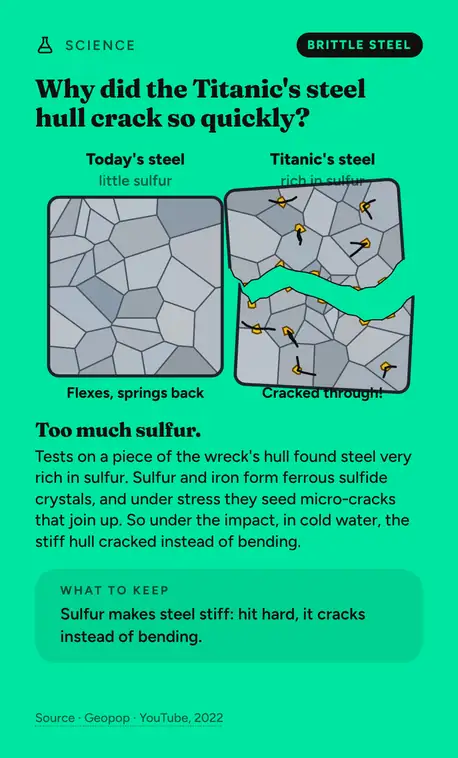 SCIENCE
BRITTLE STEEL
Why did the Titanic's steel
hull crack so quickly?
Today's steel
little sulfur
Titanic's steel
rich in sulfur
Flexes, springs back
Cracked through!
Too much sulfur.
Tests on a piece of the wreck's hull found steel very
rich in sulfur. Sulfur and iron form ferrous sulfide
crystals, and under stress they seed micro-cracks
that join up. So under the impact, in cold water, the
stiff hull cracked instead of bending.
WHAT TO KEEP
Sulfur makes steel stiff: hit hard, it cracks
instead of bending.
Source · Geopop · YouTube, 2022